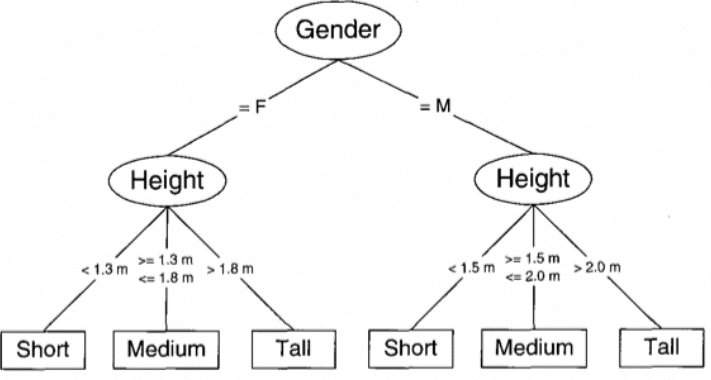 Gender
= F
= M
Height
Height
< 1.3 m
>= 1.3 m
<= 1.8 m
> 1.8 m
< 1.5 m
>= 1.5 m
<= 2.0 m
> 2.0 m
Short
Medium
Tall
Short
Medium
Tall